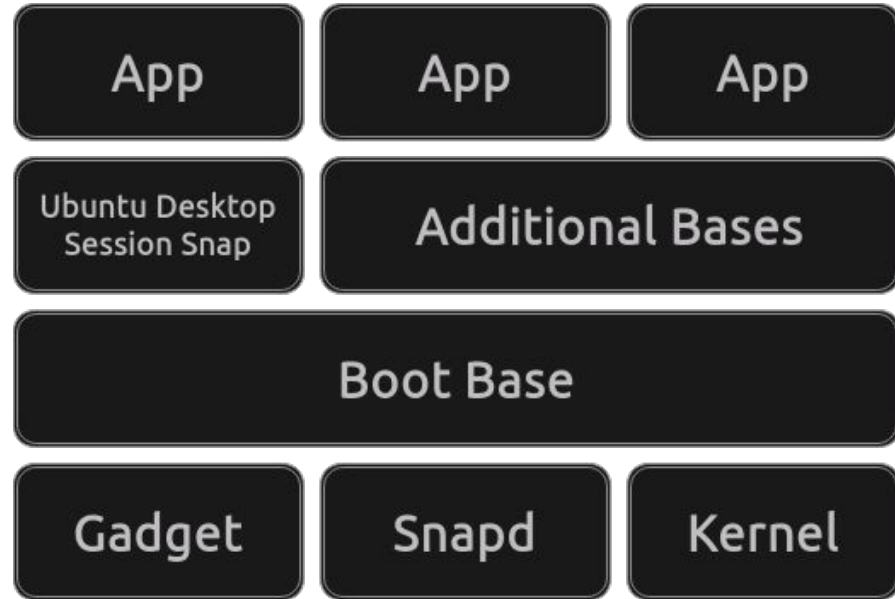 App
App
App
Ubuntu Desktop
Session Snap
Additional Bases
Boot Base
Gadget
Snapd
Kernel